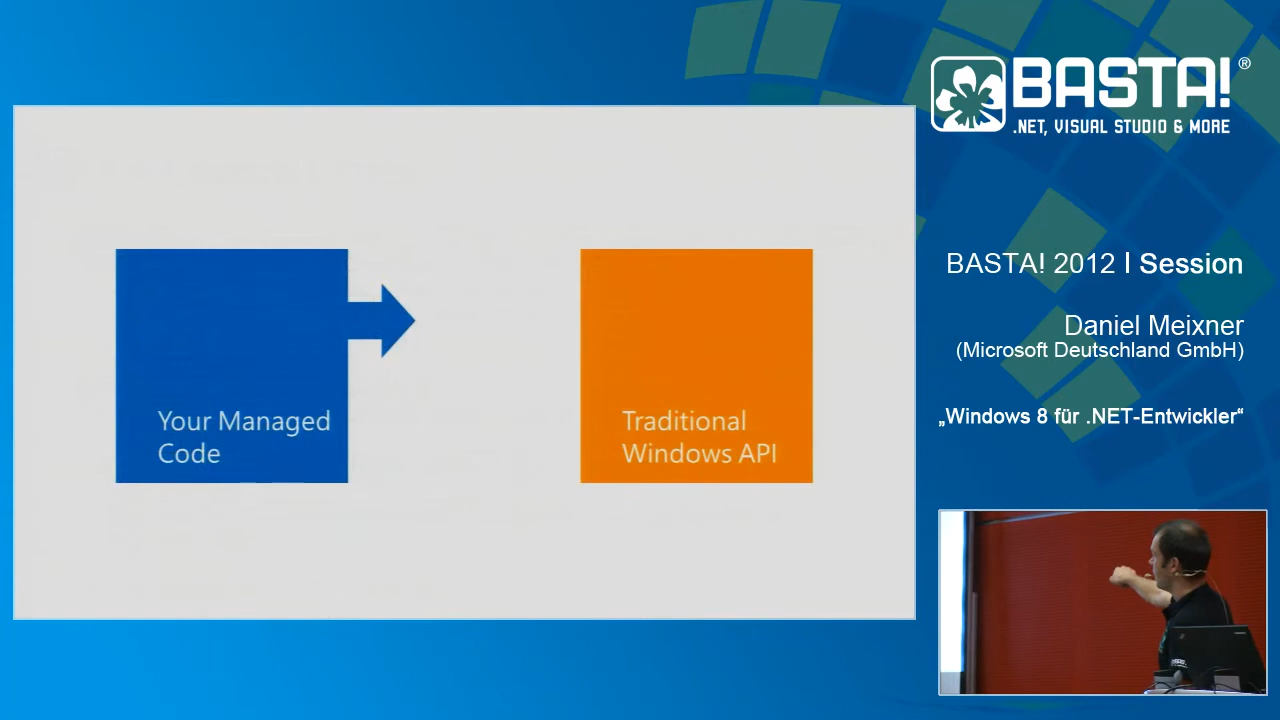 BASTA!®
.NET, VISUAL STUDIO & MORE
Your Managed
Code
Traditional
Windows API
BASTA! 2012 I Session
Daniel Meixner
(Microsoft Deutschland GmbH)
„Windows 8 für .NET-Entwickler“